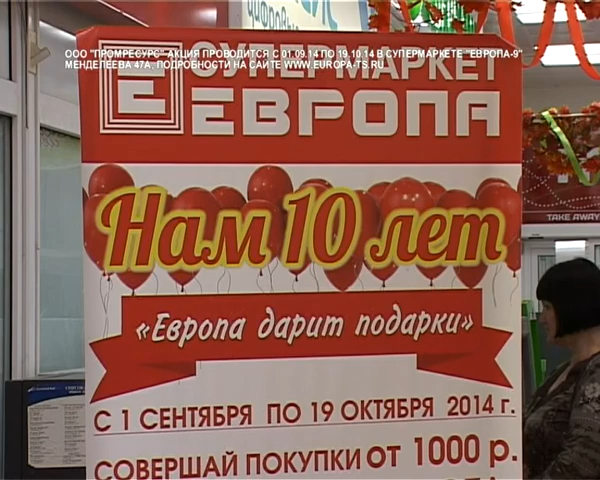 ООО "ПРОМРЕСУРС" АКЦИЯ ПРОВОДИТСЯ С 01.09.14 ПО 19.10.14 В СУПЕРМАРКЕТЕ "ЕВРОПА-9"
МЕНДЕЛЕЕВА 47А, ПОДРОБНОСТИ НА САЙТЕ WWW.EUROPA-TS.RU
СУПЕРМАРКЕТ
ЕВРОПА
TAKE AWAY
Нам 10 лет
«Европа дарит подарки»
С 1 СЕНТЯБРЯ ПО 19 ОКТЯБРЯ 2014 г.
СОВЕРШАЙ ПОКУПКИ ОТ 1000 р.